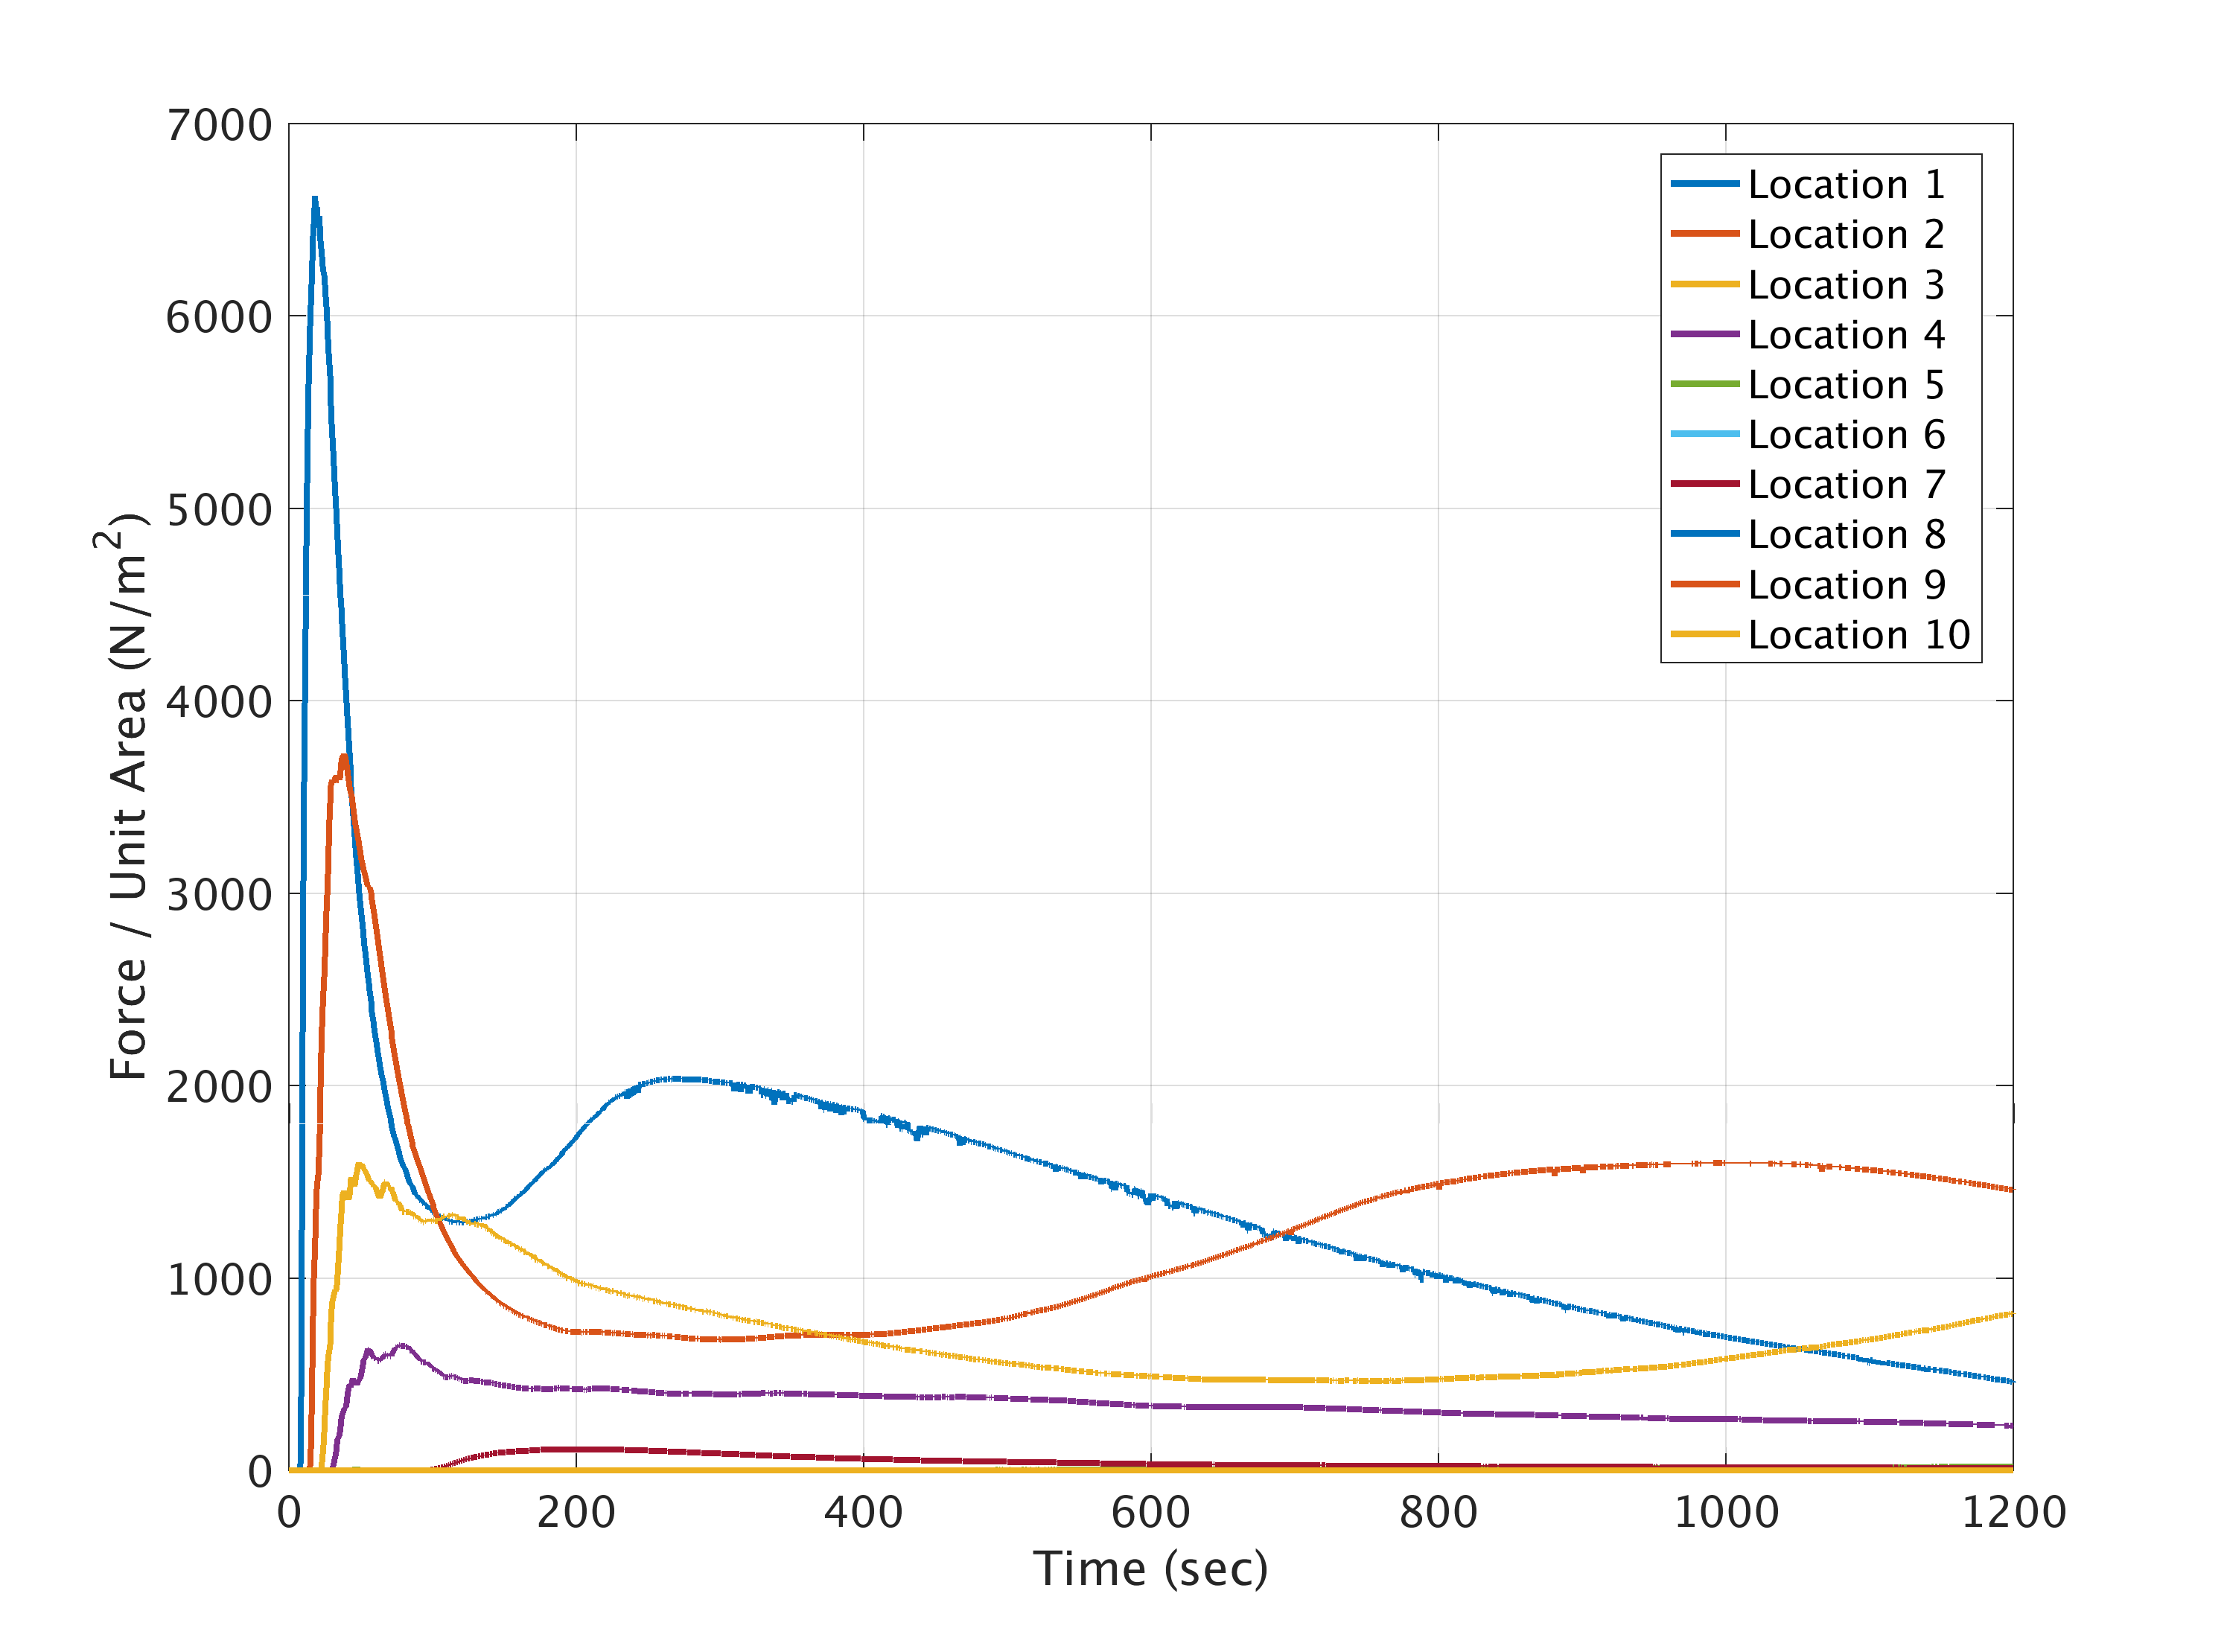 7000
6000
5000
4000
3000
2000
1000
0
0 200 400 600 800 1000 1200
Time (sec)
Force / Unit Area (N/m²)
Location 1
Location 2
Location 3
Location 4
Location 5
Location 6
Location 7
Location 8
Location 9
Location 10